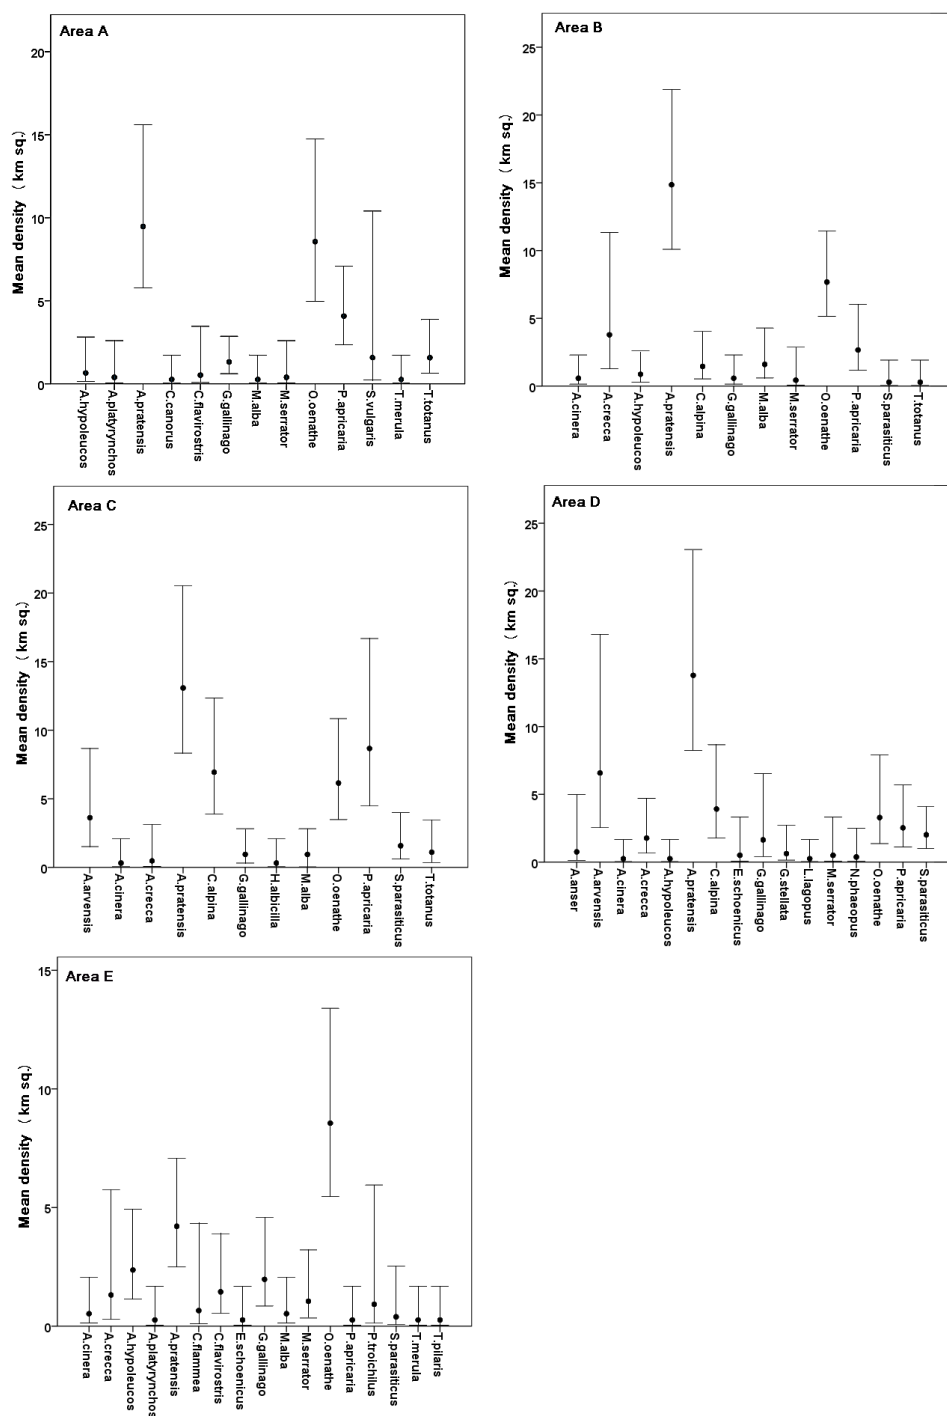 Area A
Mean density ( km sq.)
20
15
10
5
0
A.hypoleucos
A.platyrynchos
A.pratensis
C.canorus
C.flavirostris
G.gallinago
M.alba
M.serrator
O.oenathe
P.apricaria
S.vulgaris
T.merula
T.totanus
Area B
Mean density ( km sq.)
25
20
15
10
5
0
A.cinera
A.crecca
A.hypoleucos
A.pratensis
C.alpina
G.gallinago
M.alba
M.serrator
O.oenathe
P.apricaria
S.parasiticus
T.totanus
Area C
Mean density ( km sq.)
25
20
15
10
5
0
A.arvensis
A.cinera
A.crecca
A.pratensis
C.alpina
G.gallinago
H.albicilla
M.alba
O.oenathe
P.apricaria
S.parasiticus
T.totanus
Area D
Mean density ( km sq.)
25
20
15
10
5
0
A.anser
A.arvensis
A.cinera
A.crecca
A.hypoleucos
A.pratensis
C.alpina
E.schoenicus
G.gallinago
G.stellata
L.lagopus
M.serrator
N.phaeopus
O.oenathe
P.apricaria
S.parasiticus
Area E
Mean density ( km sq.)
15
10
5
0
A.cinera
A.crecca
A.hypoleucos
A.platyrynchos
A.pratensis
C.flammea
C.flavirostris
E.schoenicus
G.gallinago
M.alba
M.serrator
O.oenathe
P.apricaria
P.troichilus
S.parasiticus
T.merula
T.pilaris